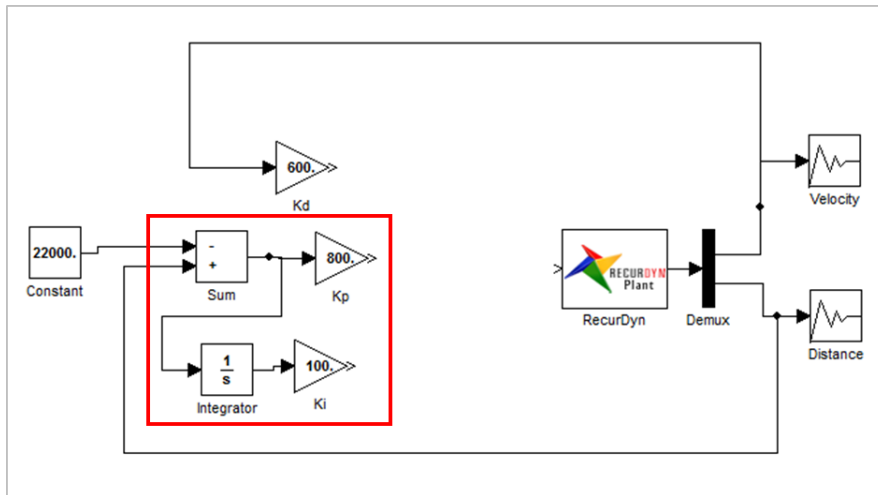 600.
Kd
Velocity
22000.
Constant
-
+
Sum
800.
Kp
RECURDYN
Plant
RecurDyn
Demux
Distance
1
s
Integrator
100.
Ki